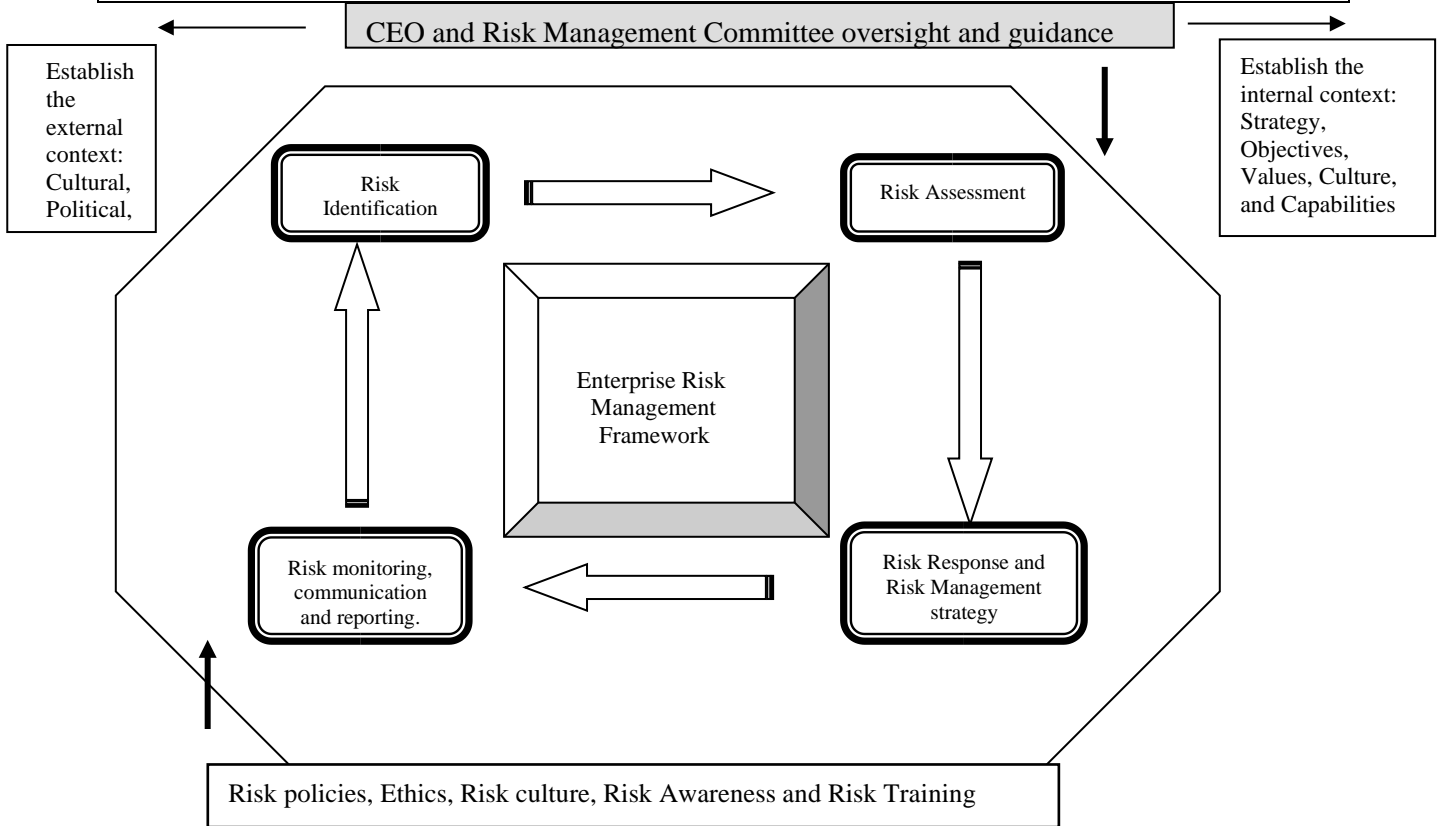 CEO and Risk Management Committee oversight and guidance
Establish
the
external
context:
Cultural,
Political,
Establish the
internal context:
Strategy,
Objectives,
Values, Culture,
and Capabilities
Risk
Identification
Risk Assessment
Enterprise Risk
Management
Framework
Risk monitoring,
communication
and reporting.
Risk Response and
Risk Management
strategy
Risk policies, Ethics, Risk culture, Risk Awareness and Risk Training